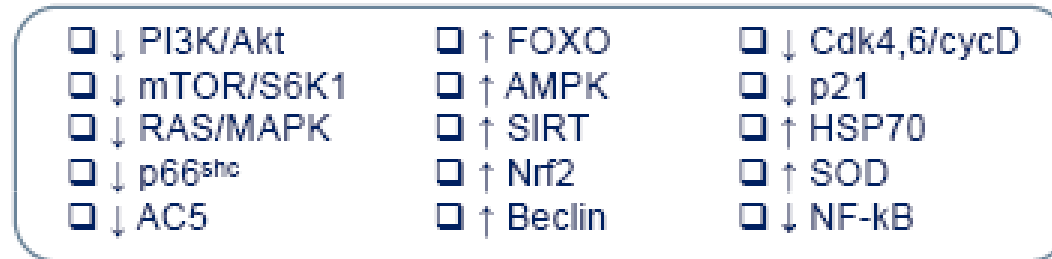 ❑ ↓ PI3K/Akt
❑ ↓ mTOR/S6K1
❑ ↓ RAS/MAPK
❑ ↓ p66ˢʰᶜ
❑ ↓ AC5
❑ ↑ FOXO
❑ ↑ AMPK
❑ ↑ SIRT
❑ ↑ Nrf2
❑ ↑ Beclin
❑ ↓ Cdk4,6/cycD
❑ ↓ p21
❑ ↑ HSP70
❑ ↑ SOD
❑ ↓ NF-kB